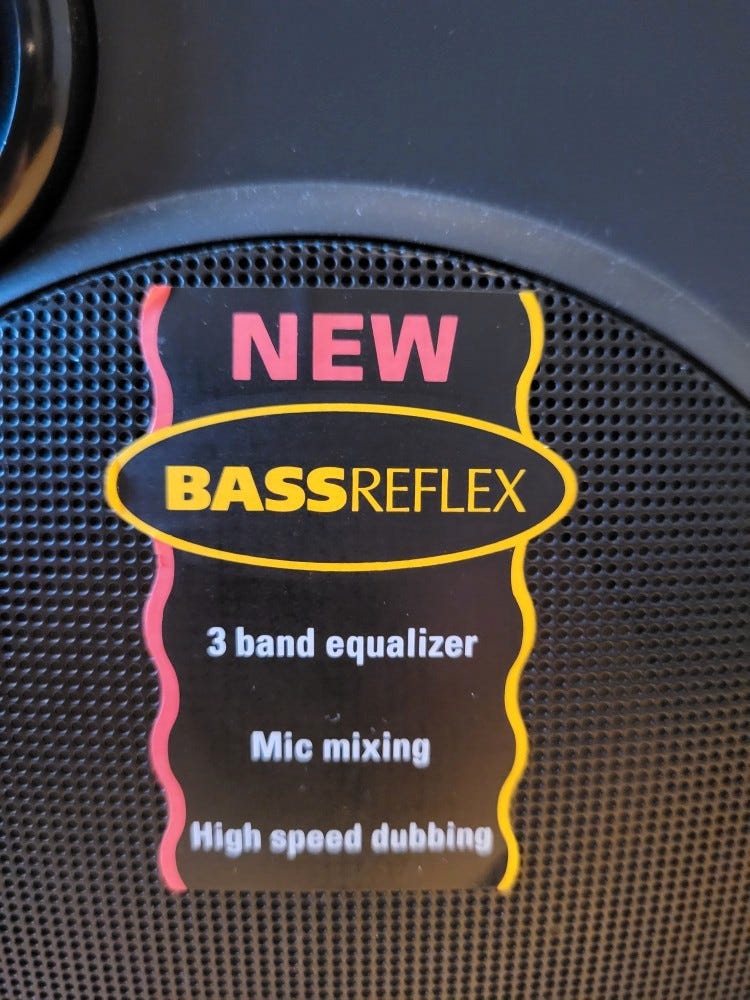 NEW
BASSREFLEX
3 band equalizer
Mic mixing
High speed dubbing